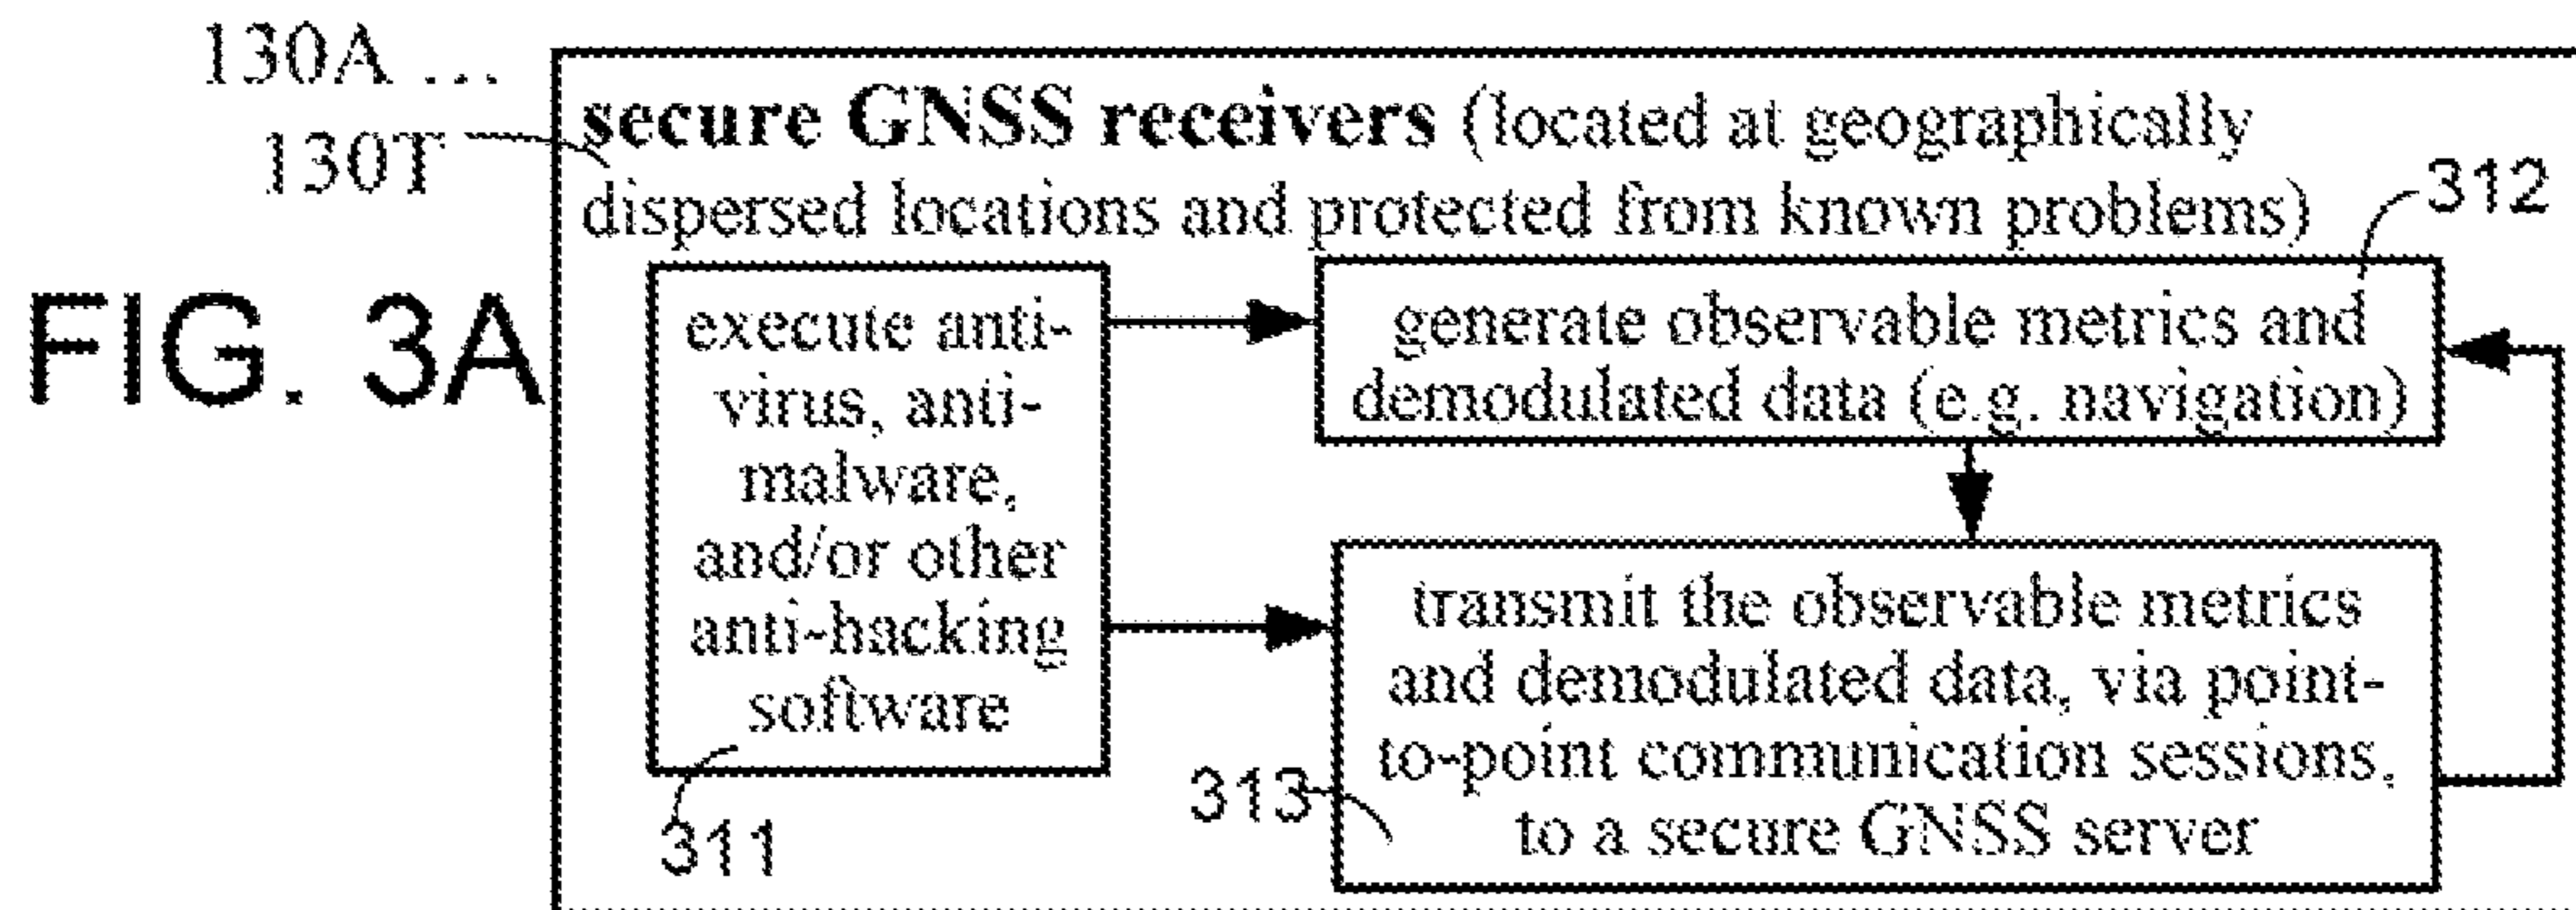 130A ...
130T
secure GNSS receivers (located at geographically
dispersed locations and protected from known problems)
312
FIG. 3A
execute anti-
virus, anti-
malware,
and/or other
anti-hacking
software
311
generate observable metrics and
demodulated data (e.g. navigation)
transmit the observable metrics
and demodulated data, via point-
to-point communication sessions,
to a secure GNSS server
313